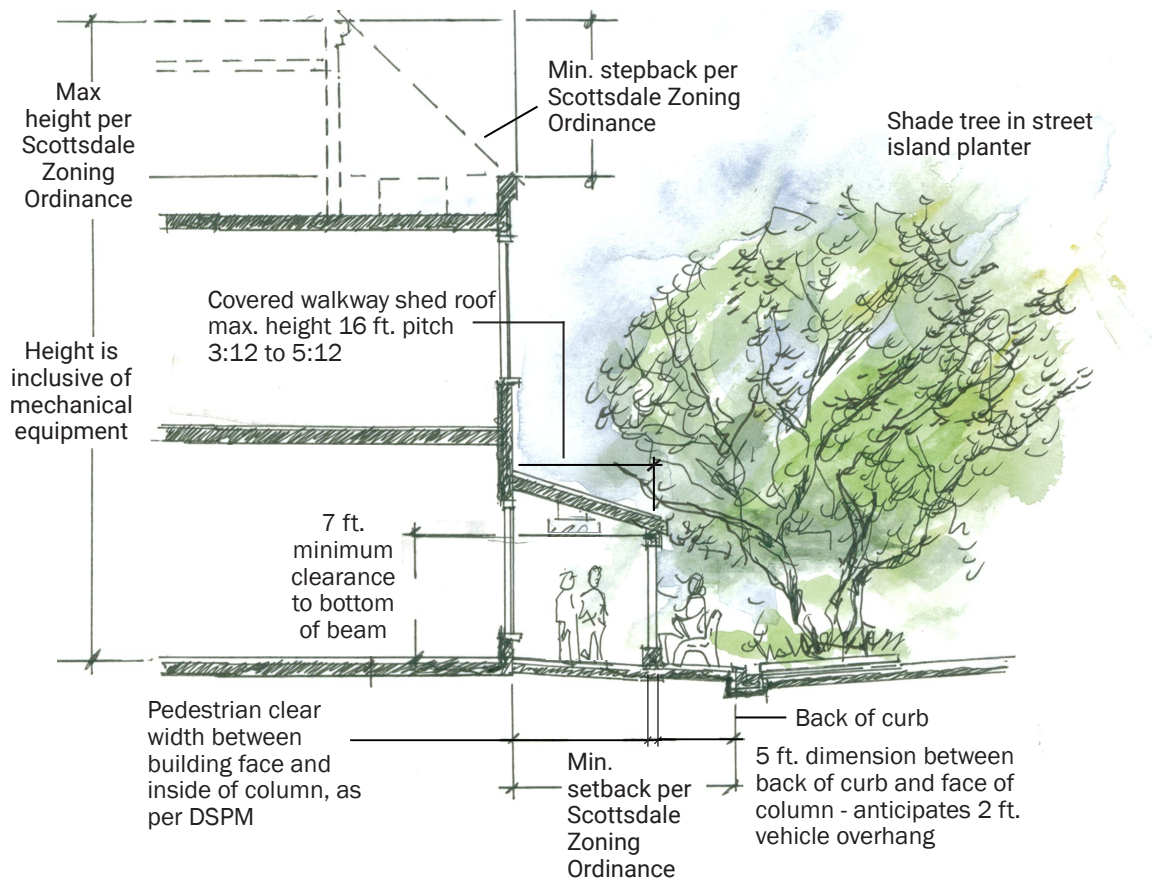 Max
height per
Scottsdale
Zoning
Ordinance
Min. stepback per
Scottsdale Zoning
Ordinance
Shade tree in street
island planter
Covered walkway shed roof
max. height 16 ft. pitch
3:12 to 5:12
Height is
inclusive of
mechanical
equipment
7 ft.
minimum
clearance
to bottom
of beam
Pedestrian clear
width between
building face and
inside of column, as
per DSPM
Min.
setback per
Scottsdale
Zoning
Ordinance
Back of curb
5 ft. dimension between
back of curb and face of
column - anticipates 2 ft.
vehicle overhang